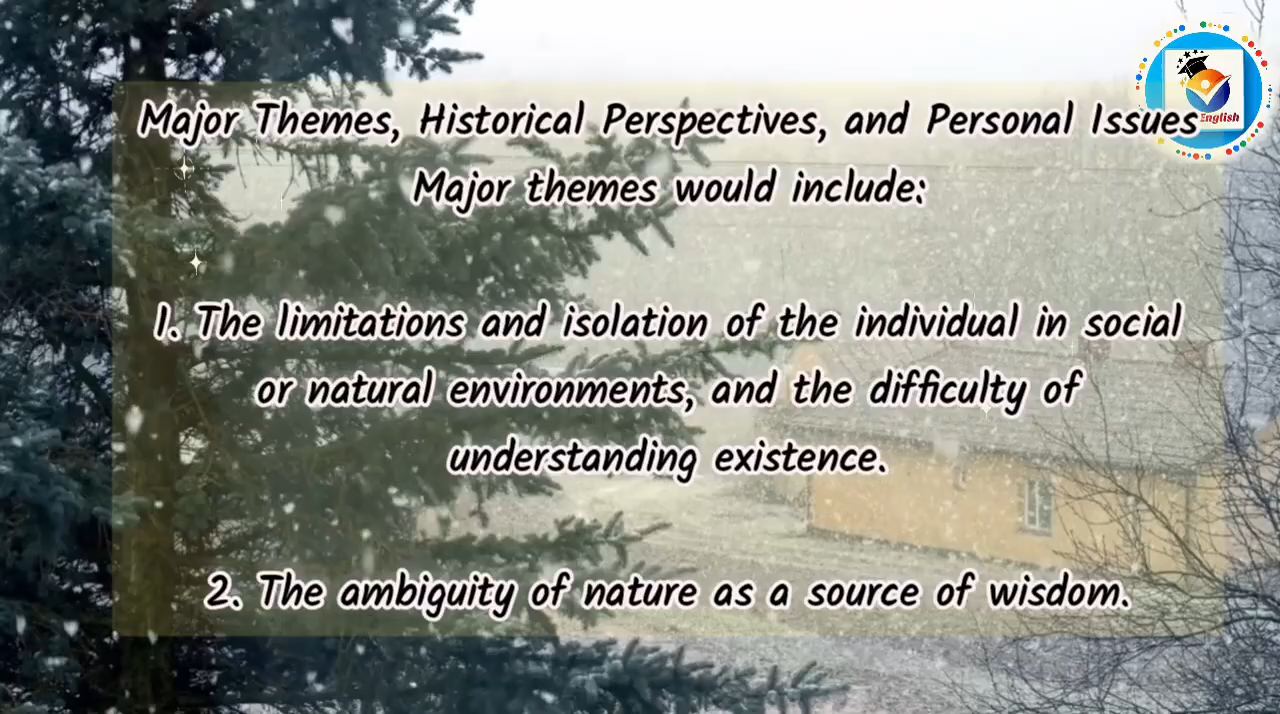 Major Themes, Historical Perspectives, and Personal Issues
English
Major themes would include:
1. The limitations and isolation of the individual in social
or natural environments, and the difficulty of
understanding existence.
2. The ambiguity of nature as a source of wisdom.